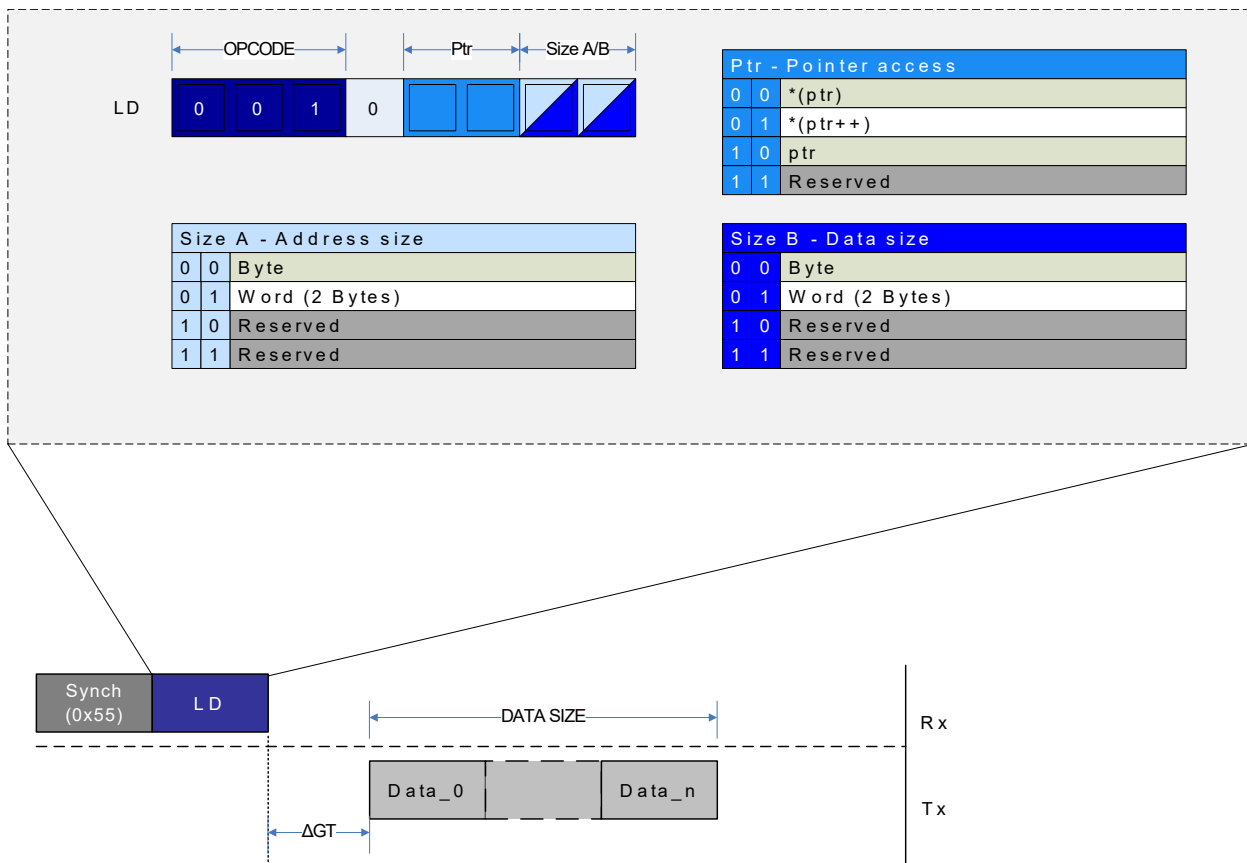 OPCODE Ptr Size A/B
LD 0 0 1 0
Ptr - Pointer access
0 0 *(ptr)
0 1 *(ptr++)
1 0 ptr
1 1 Reserved
Size A - Address size
0 0 Byte
0 1 Word (2 Bytes)
1 0 Reserved
1 1 Reserved
Size B - Data size
0 0 Byte
0 1 Word (2 Bytes)
1 0 Reserved
1 1 Reserved
Synch
(0x55)
LD
DATA SIZE
Rx
Data_0 Data_n
Tx
ΔGT